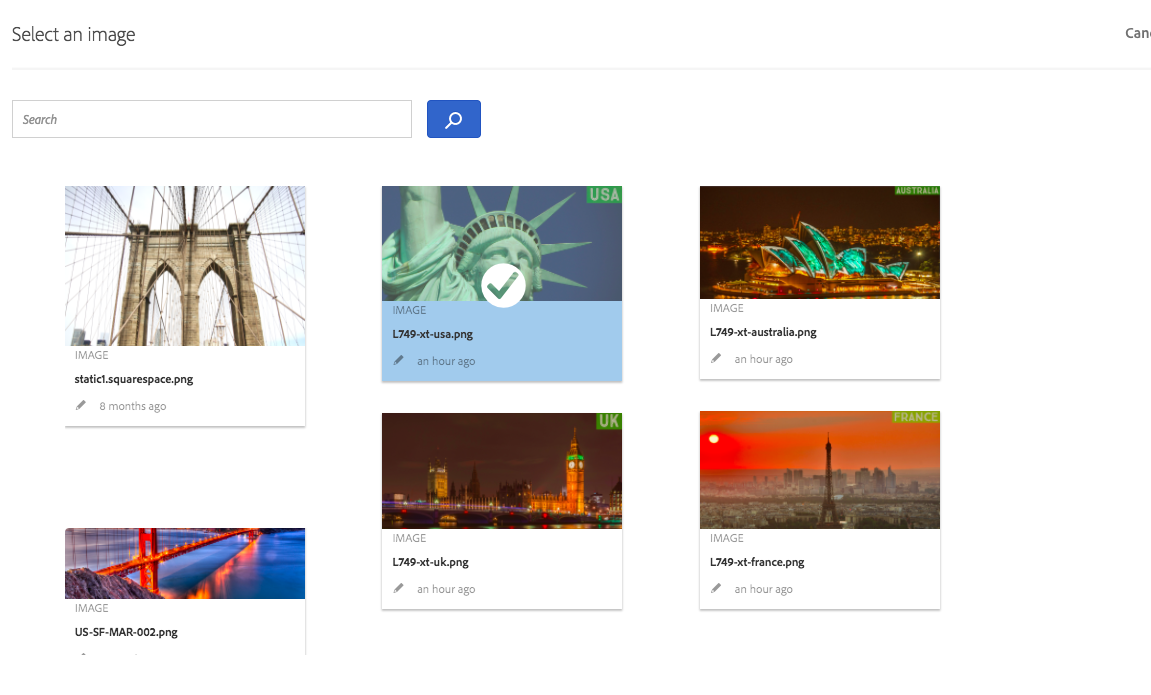 Select an image
Search
IMAGE
static1.squarespace.png
8 months ago
USA
IMAGE
L749-xt-usa.png
an hour ago
AUSTRALIA
IMAGE
L749-xt-australia.png
an hour ago
IMAGE
US-SF-MAR-002.png
UK
IMAGE
L749-xt-uk.png
an hour ago
FRANCE
IMAGE
L749-xt-france.png
an hour ago